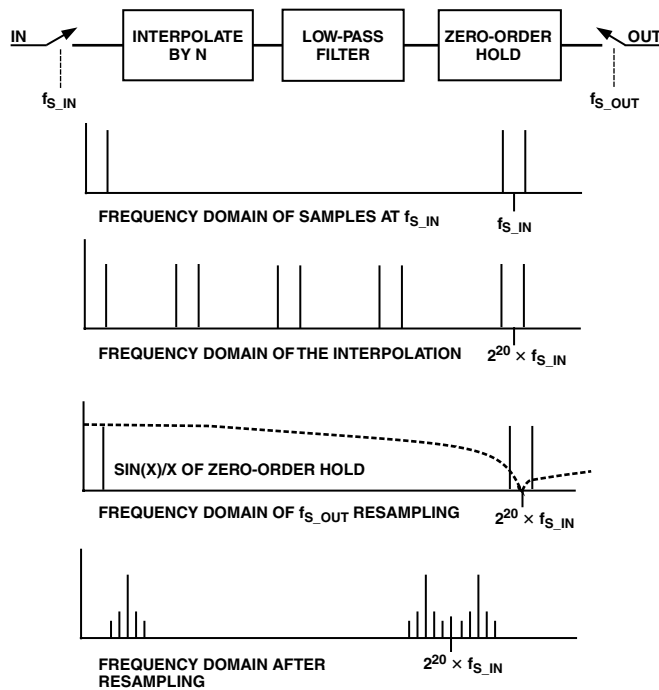 IN
INTERPOLATE
BY N
LOW-PASS
FILTER
ZERO-ORDER
HOLD
OUT
fS_IN
fS_OUT
FREQUENCY DOMAIN OF SAMPLES AT fS_IN
fS_IN
FREQUENCY DOMAIN OF THE INTERPOLATION
2^20 × fS_IN
SIN(X)/X OF ZERO-ORDER HOLD
FREQUENCY DOMAIN OF fS_OUT RESAMPLING
2^20 × fS_IN
FREQUENCY DOMAIN AFTER
RESAMPLING
2^20 × fS_IN